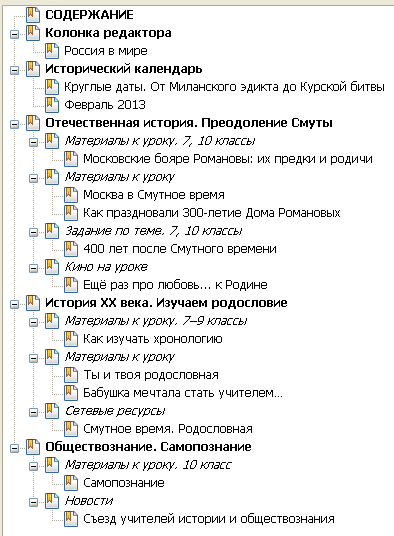 СОДЕРЖАНИЕ
Колонка редактора
Россия в мире
Исторический календарь
Круглые даты. От Миланского эдикта до Курской битвы
Февраль 2013
Отечественная история. Преодоление Смуты
Материалы к уроку. 7, 10 классы
Московские бояре Романовы: их предки и родичи
Материалы к уроку
Москва в Смутное время
Как праздновали 300-летие Дома Романовых
Задание по теме. 7, 10 классы
400 лет после Смутного времени
Кино на уроке
Ещё раз про любовь... к Родине
История XX века. Изучаем родословие
Материалы к уроку. 7–9 классы
Как изучать хронологию
Материалы к уроку
Ты и твоя родословная
Бабушка мечтала стать учителем...
Сетевые ресурсы
Смутное время. Родословная
Обществознание. Самопознание
Материалы к уроку. 10 класс
Самопознание
Новости
Съезд учителей истории и обществознания